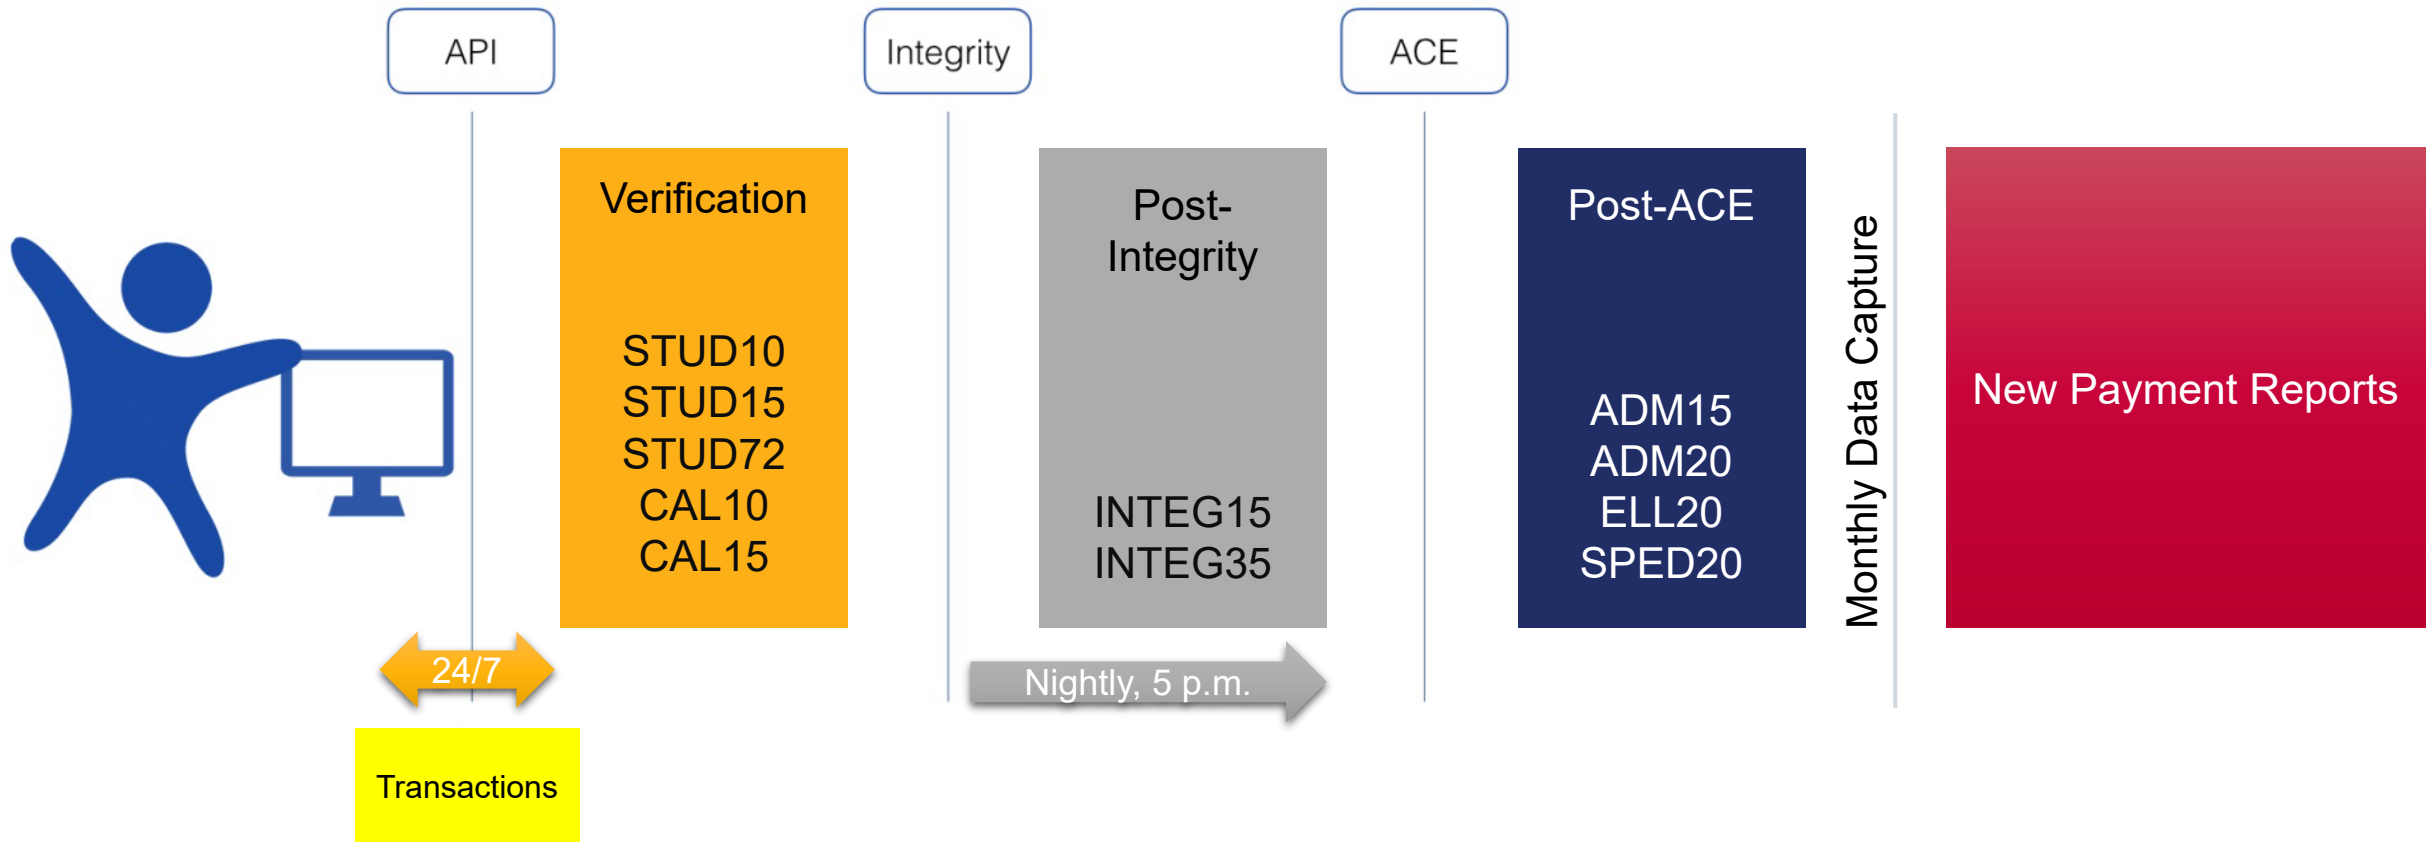 API
Integrity
ACE
Verification
STUD10
STUD15
STUD72
CAL10
CAL15
Post-
Integrity
INTEG15
INTEG35
Post-ACE
ADM15
ADM20
ELL20
SPED20
Monthly Data Capture
New Payment Reports
24/7
Nightly, 5 p.m.
Transactions